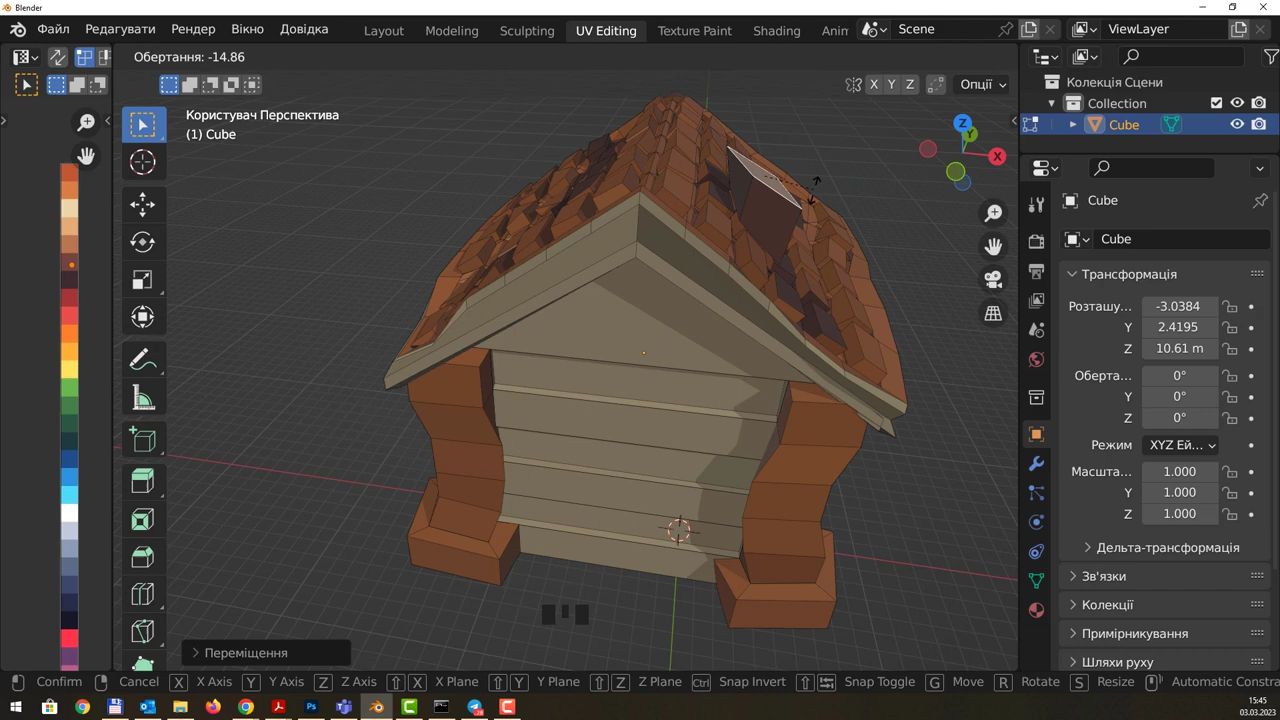 Blender
Файл Редагувати Рендер Вікно Довідка Layout Modeling Sculpting UV Editing Texture Paint Shading Anim Scene ViewLayer
Обертання: -14.86
X Y Z Опції
Користувач Перспектива
(1) Cube
Z Y X
Переміщення
Колекція Сцени
Collection
Cube
Cube
Cube
Трансформація
Розташу... -3.0384
Y 2.4195
Z 10.61 m
Оберта... 0°
Y 0°
Z 0°
Режим XYZ Ей...
Масшта... 1.000
Y 1.000
Z 1.000
Дельта-трансформація
Зв'язки
Колекції
Примірникування
Шляхи руху
Confirm Cancel X X Axis Y Y Axis Z Z Axis X X Plane Y Y Plane Z Z Plane Ctrl Snap Invert Snap Toggle G Move R Rotate S Resize Automatic Constra
15:45
03.03.2023